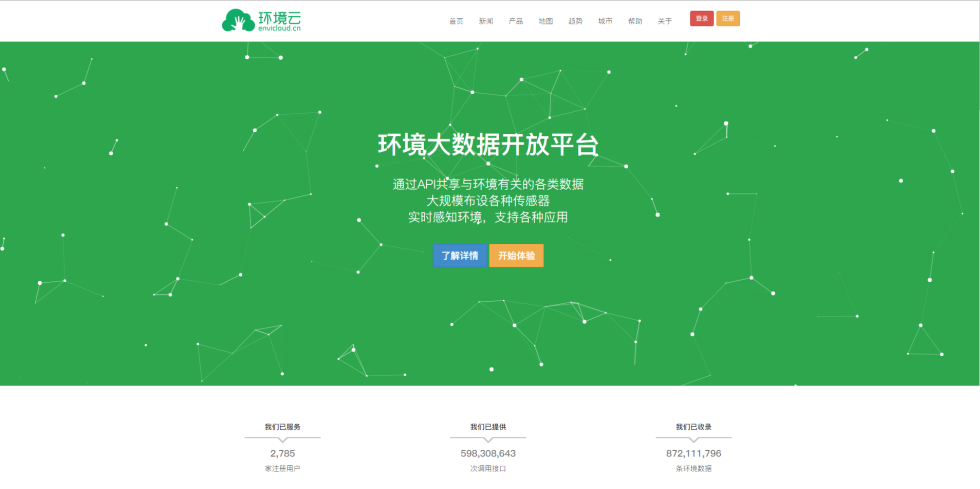 环境云
envicloud.cn
首页 新闻 产品 地图 趋势 城市 帮助 关于 登录 注册
环境大数据开放平台
通过API共享与环境有关的各类数据
大规模布设各种传感器
实时感知环境，支持各种应用
了解详情 开始体验
我们已服务 我们已提供 我们已收录
2,785 598,308,643 872,111,796
家注册用户 次调用接口 条环境数据